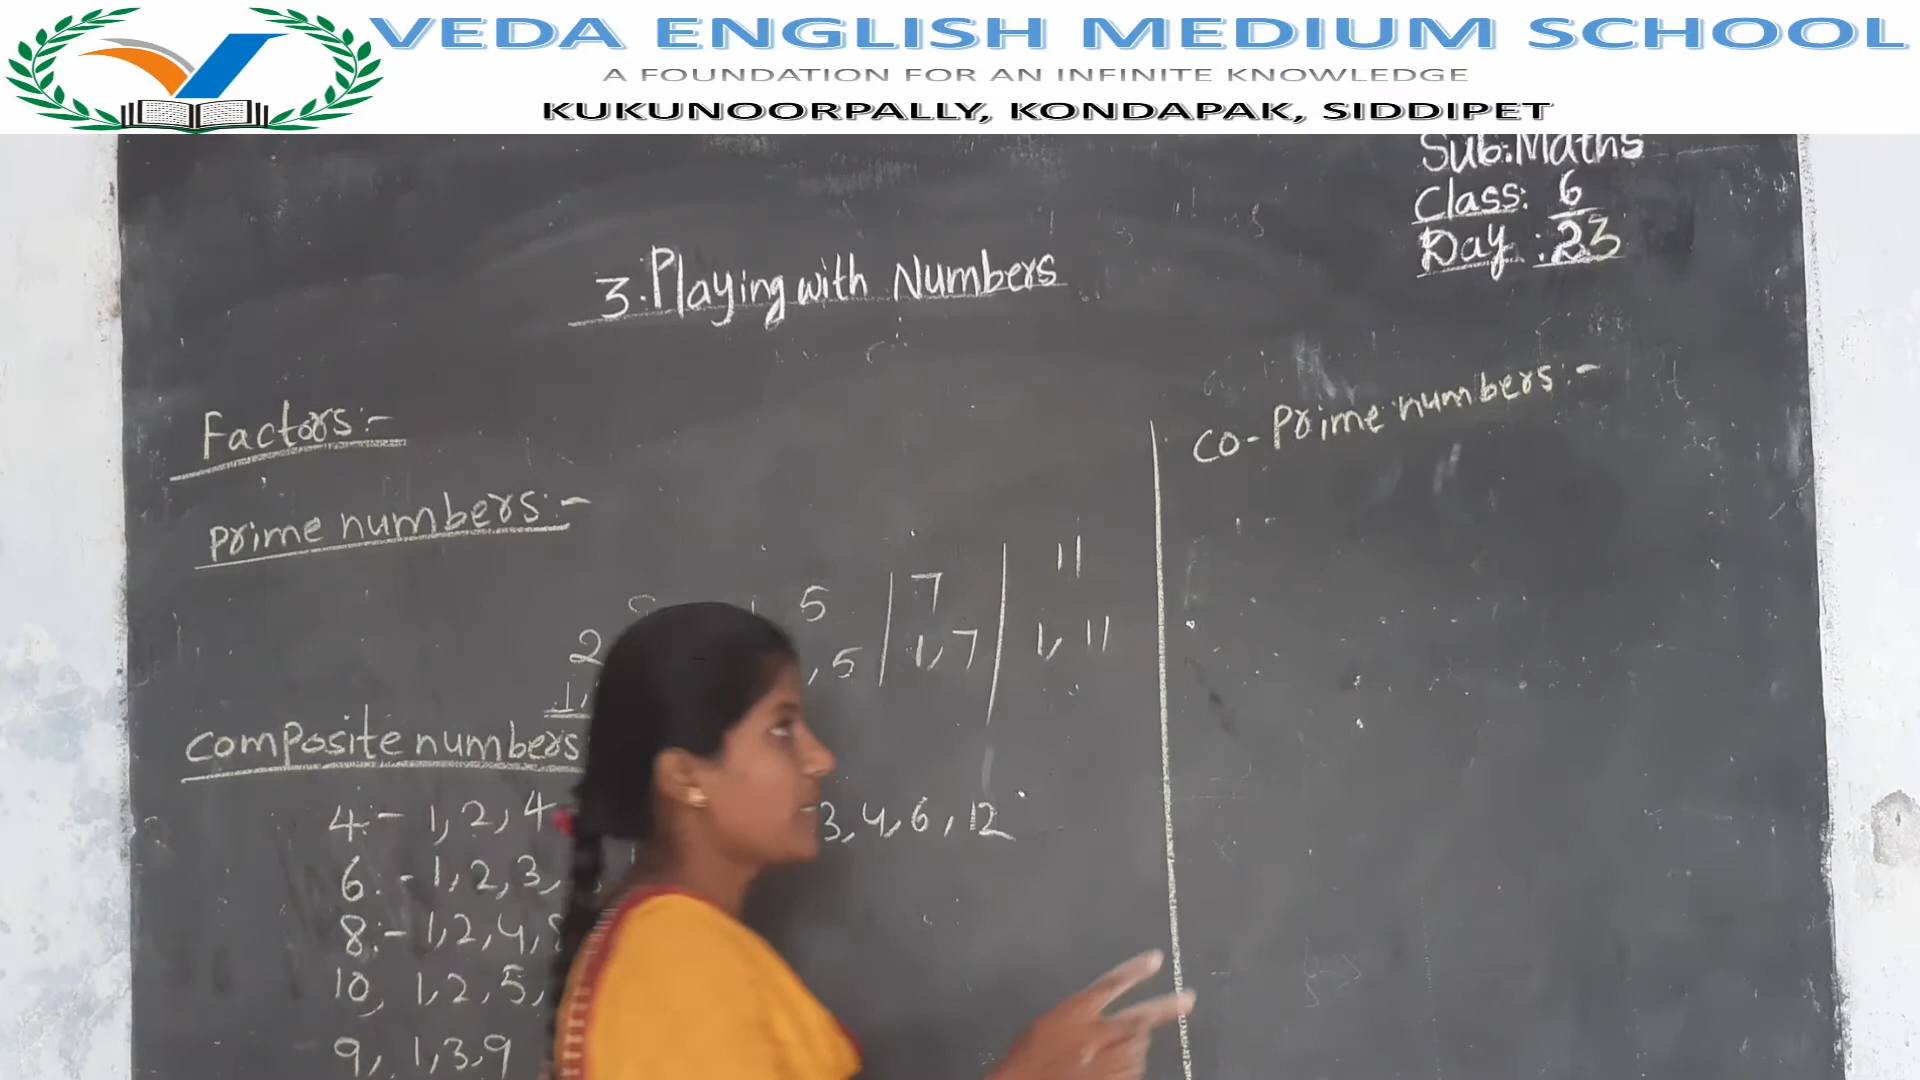 VEDA ENGLISH MEDIUM SCHOOL
A FOUNDATION FOR AN INFINITE KNOWLEDGE
KUKUNOORPALLY, KONDAPAK, SIDDIPET
Sub:Maths
Class: 6
Day : 23
3. Playing with Numbers
Factors:-
Prime numbers:-
2
1,
5
, 5
7
1, 7
11
1, 11
Composite numbers
4:- 1, 2, 4
3, 4, 6, 12
6:- 1, 2, 3,
8:- 1, 2, 4, 8
10, 1, 2, 5,
9, 1, 3, 9
Co-Prime numbers:-